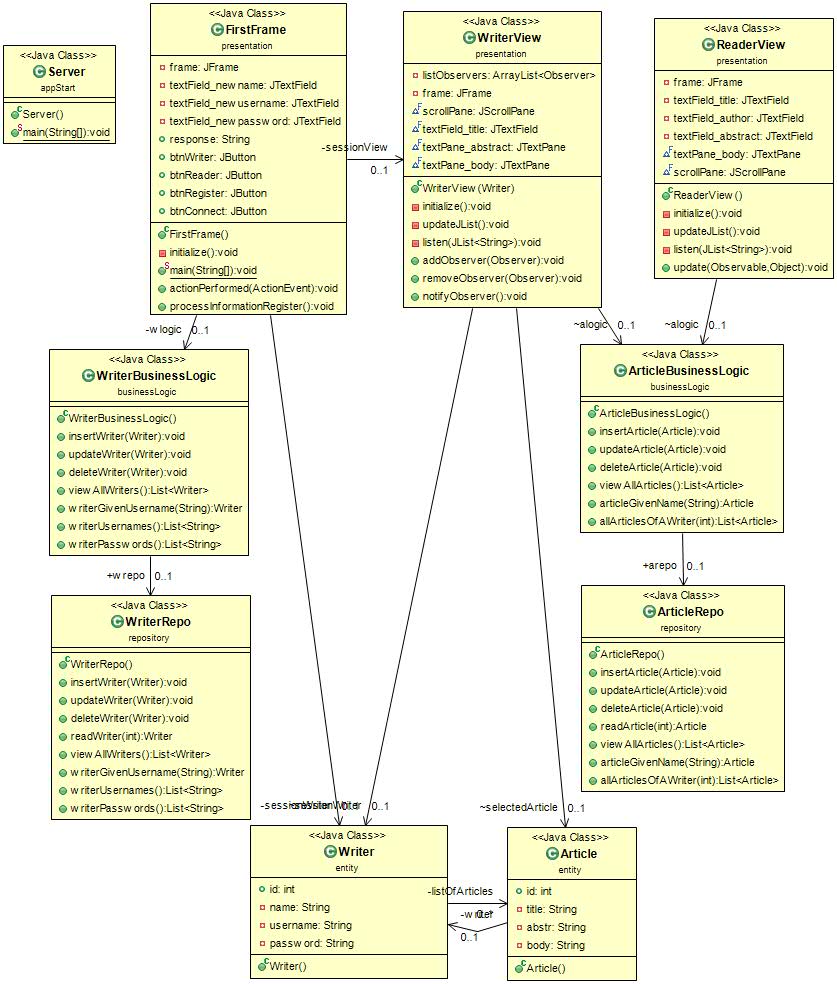 <<Java Class>>
Server
appStart
Server()
main(String[]):void
<<Java Class>>
FirstFrame
presentation
frame: JFrame
textField_new name: JTextField
textField_new username: JTextField
textField_new passw ord: JTextField
response: String
btnWriter: JButton
btnReader: JButton
btnRegister: JButton
btnConnect: JButton
FirstFrame()
initialize():void
main(String[]):void
actionPerformed(ActionEvent):void
processInformationRegister():void
-sessionView
0..1
<<Java Class>>
WriterView
presentation
listObservers: ArrayList<Observer>
frame: JFrame
scrollPane: JScrollPane
textField_title: JTextField
textPane_abstract: JTextPane
textPane_body: JTextPane
WriterView (Writer)
initialize():void
updateJList():void
listen(JList<String>):void
addObserver(Observer):void
removeObserver(Observer):void
notifyObserver():void
<<Java Class>>
ReaderView
presentation
frame: JFrame
textField_title: JTextField
textField_author: JTextField
textField_abstract: JTextField
textPane_body: JTextPane
scrollPane: JScrollPane
ReaderView ()
initialize():void
updateJList():void
listen(JList<String>):void
update(Observable,Object):void
-w logic
0..1
~alogic
0..1
~alogic
0..1
<<Java Class>>
WriterBusinessLogic
businessLogic
WriterBusinessLogic()
insertWriter(Writer):void
updateWriter(Writer):void
deleteWriter(Writer):void
view AllWriters():List<Writer>
w riterGivenUsername(String):Writer
w riterUsernames():List<String>
w riterPassw ords():List<String>
<<Java Class>>
ArticleBusinessLogic
businessLogic
ArticleBusinessLogic()
insertArticle(Article):void
updateArticle(Article):void
deleteArticle(Article):void
view AllArticles():List<Article>
articleGivenName(String):Article
allArticlesOfAWriter(int):List<Article>
+w repo
0..1
+arepo
0..1
<<Java Class>>
WriterRepo
repository
WriterRepo()
insertWriter(Writer):void
updateWriter(Writer):void
deleteWriter(Writer):void
readWriter(int):Writer
view AllWriters():List<Writer>
w riterGivenUsername(String):Writer
w riterUsernames():List<String>
w riterPassw ords():List<String>
<<Java Class>>
ArticleRepo
repository
ArticleRepo()
insertArticle(Article):void
updateArticle(Article):void
deleteArticle(Article):void
readArticle(int):Article
view AllArticles():List<Article>
articleGivenName(String):Article
allArticlesOfAWriter(int):List<Article>
0..1
0..1
~selectedArticle
0..1
<<Java Class>>
Writer
entity
id: int
name: String
username: String
passw ord: String
Writer()
-listOfArticles
-w riter
0..1
<<Java Class>>
Article
entity
id: int
title: String
abstr: String
body: String
Article()